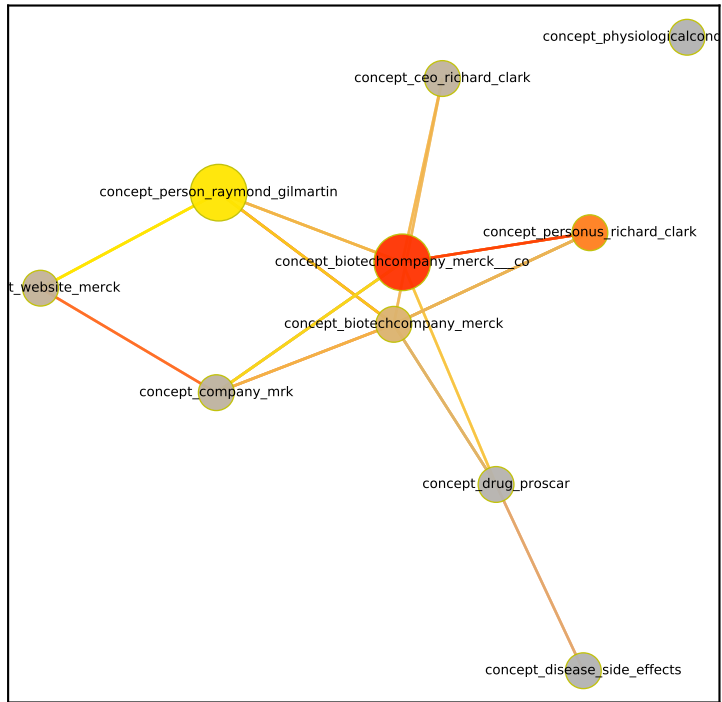 concept_physiologicalcond
concept_ceo_richard_clark
concept_person_raymond_gilmartin
concept_personus_richard_clark
concept_biotechcompany_merck___co
t_website_merck
concept_biotechcompany_merck
concept_company_mrk
concept_drug_proscar
concept_disease_side_effects